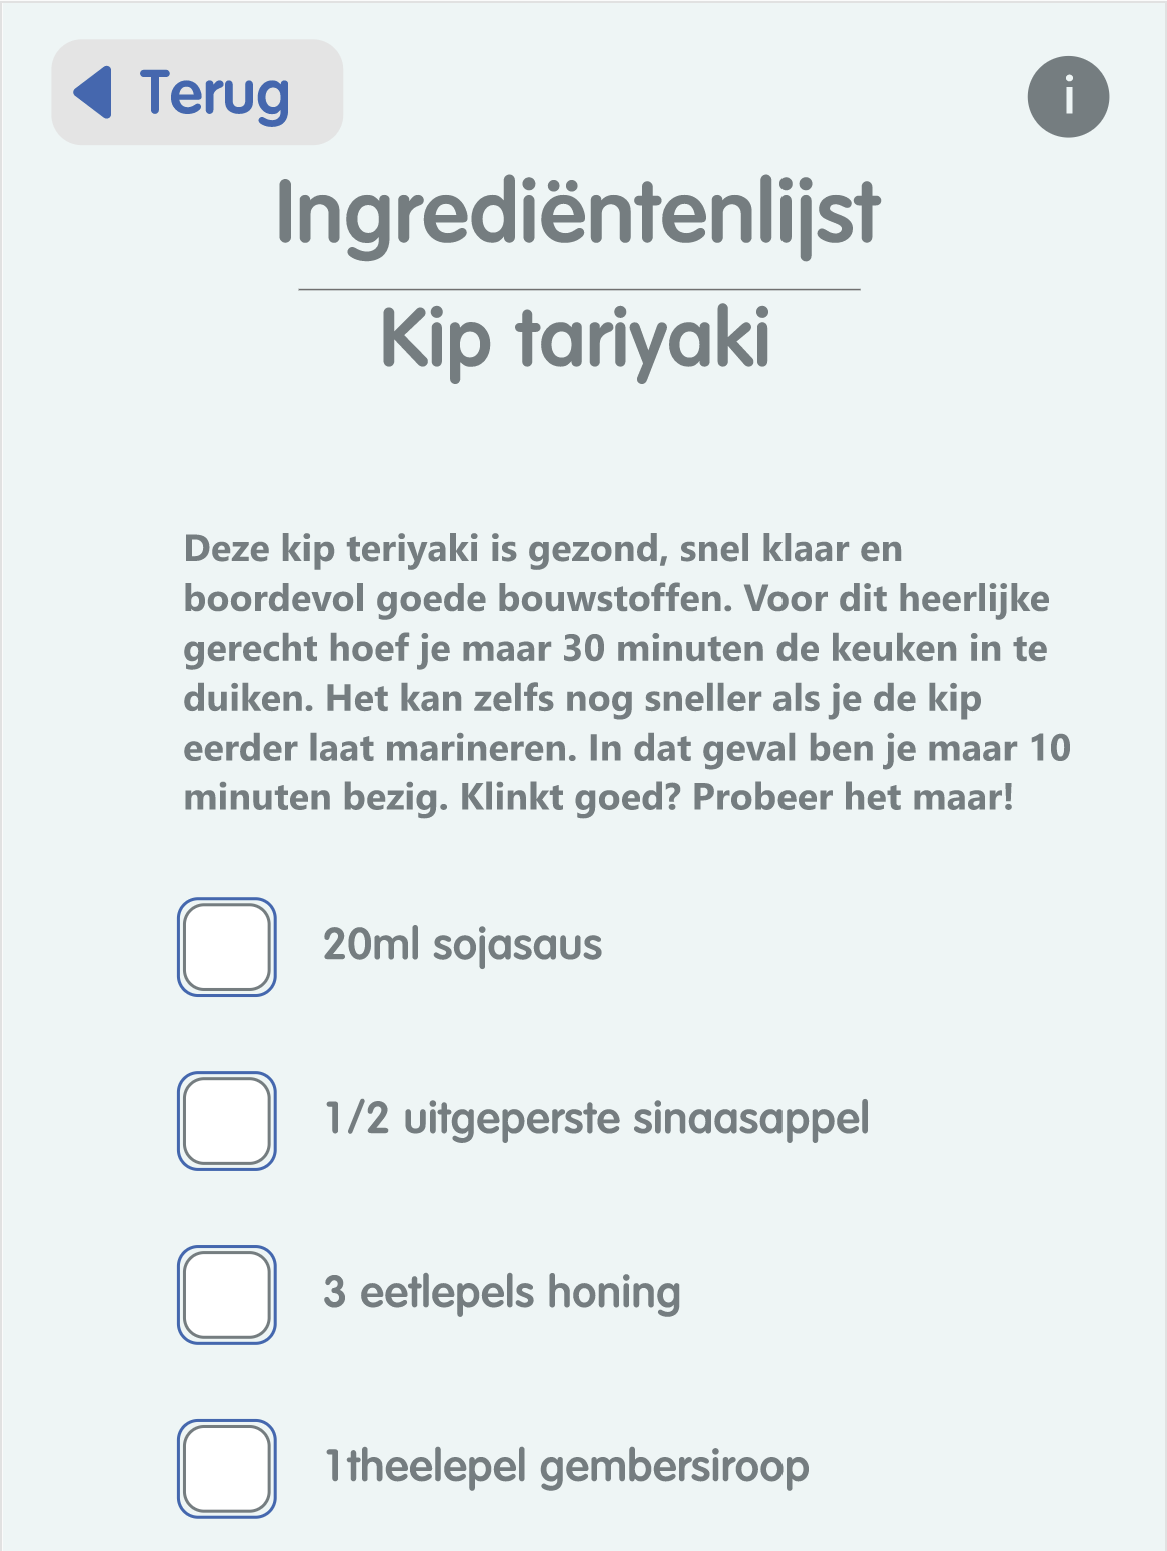 Terug
i
Ingrediëntenlijst
Kip tariyaki
Deze kip teriyaki is gezond, snel klaar en
boordevol goede bouwstoffen. Voor dit heerlijke
gerecht hoef je maar 30 minuten de keuken in te
duiken. Het kan zelfs nog sneller als je de kip
eerder laat marineren. In dat geval ben je maar 10
minuten bezig. Klinkt goed? Probeer het maar!
20ml sojasaus
1/2 uitgeperste sinaasappel
3 eetlepels honing
1theelepel gembersiroop